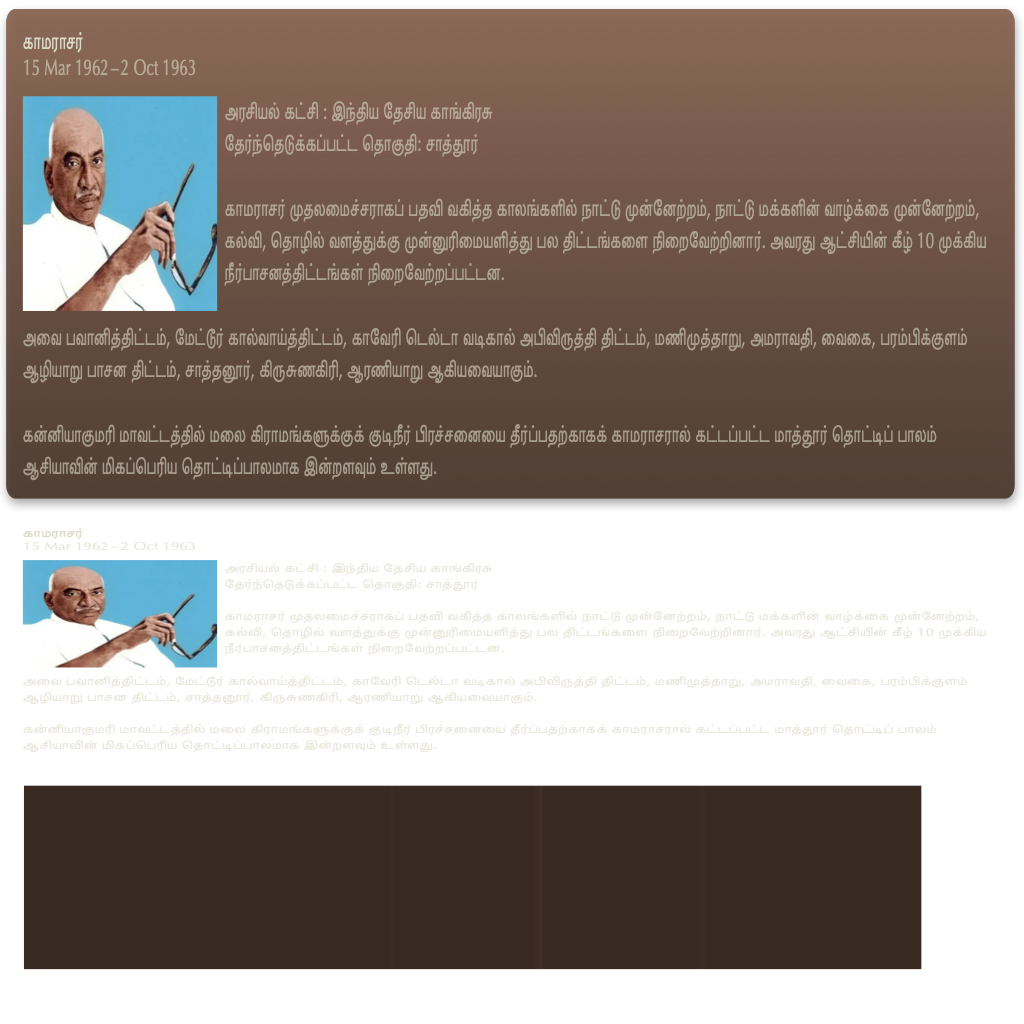 காமராசர்
15 Mar 1962–2 Oct 1963
அரசியல் கட்சி : இந்திய தேசிய காங்கிரசு
தேர்ந்தெடுக்கப்பட்ட தொகுதி: சாத்தூர்
காமராசர் முதலமைச்சராகப் பதவி வகித்த காலங்களில் நாட்டு முன்னேற்றம், நாட்டு மக்களின் வாழ்க்கை முன்னேற்றம்,
கல்வி, தொழில் வளத்துக்கு முன்னுரிமையளித்து பல திட்டங்களை நிறைவேற்றினார். அவரது ஆட்சியின் கீழ் 10 முக்கிய
நீர்பாசனத்திட்டங்கள் நிறைவேற்றப்பட்டன.
அவை பவானித்திட்டம், மேட்டூர் கால்வாய்த்திட்டம், காவேரி டெல்டா வடிகால் அபிவிருத்தி திட்டம், மணிமுத்தாறு, அமராவதி, வைகை, பரம்பிக்குளம்
ஆழியாறு பாசன திட்டம், சாத்தனூர், கிருசுணகிரி, ஆரணியாறு ஆகியவையாகும்.
கன்னியாகுமரி மாவட்டத்தில் மலை கிராமங்களுக்குக் குடிநீர் பிரச்சனையை தீர்ப்பதற்காகக் காமராசரால் கட்டப்பட்ட மாத்தூர் தொட்டிப் பாலம்
ஆசியாவின் மிகப்பெரிய தொட்டிப்பாலமாக இன்றளவும் உள்ளது.
காமராசர்
15 Mar 1962–2 Oct 1963
அரசியல் கட்சி : இந்திய தேசிய காங்கிரசு
தேர்ந்தெடுக்கப்பட்ட தொகுதி: சாத்தூர்
காமராசர் முதலமைச்சராகப் பதவி வகித்த காலங்களில் நாட்டு முன்னேற்றம், நாட்டு மக்களின் வாழ்க்கை முன்னேற்றம்,
கல்வி, தொழில் வளத்துக்கு முன்னுரிமையளித்து பல திட்டங்களை நிறைவேற்றினார். அவரது ஆட்சியின் கீழ் 10 முக்கிய
நீர்பாசனத்திட்டங்கள் நிறைவேற்றப்பட்டன.
அவை பவானித்திட்டம், மேட்டூர் கால்வாய்த்திட்டம், காவேரி டெல்டா வடிகால் அபிவிருத்தி திட்டம், மணிமுத்தாறு, அமராவதி, வைகை, பரம்பிக்குளம்
ஆழியாறு பாசன திட்டம், சாத்தனூர், கிருசுணகிரி, ஆரணியாறு ஆகியவையாகும்.
கன்னியாகுமரி மாவட்டத்தில் மலை கிராமங்களுக்குக் குடிநீர் பிரச்சனையை தீர்ப்பதற்காகக் காமராசரால் கட்டப்பட்ட மாத்தூர் தொட்டிப் பாலம்
ஆசியாவின் மிகப்பெரிய தொட்டிப்பாலமாக இன்றளவும் உள்ளது.